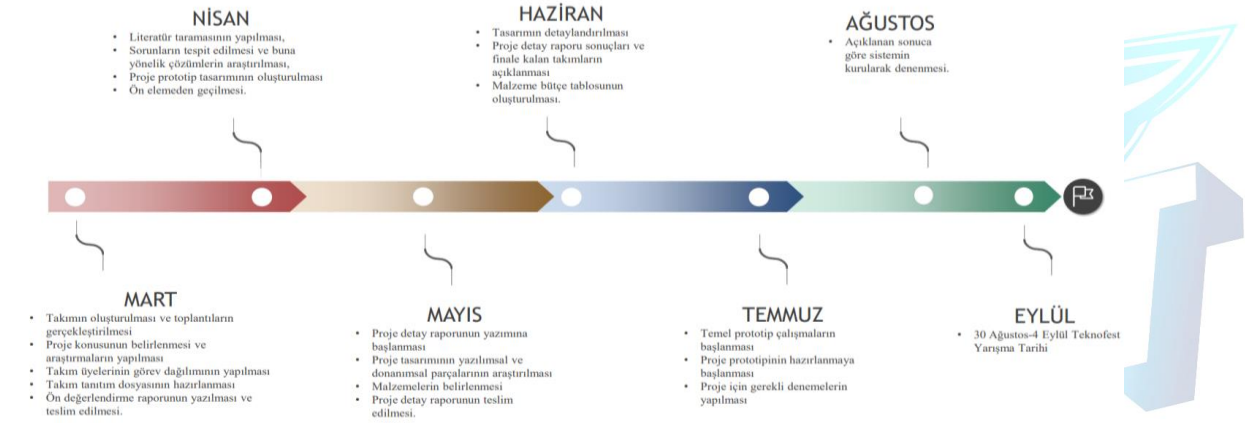 NİSAN
• Literatür taramasının yapılması,
• Sorunların tespit edilmesi ve buna
yönelik çözümlerin araştırılması,
• Proje prototip tasarımının oluşturulması
• Ön elemeden geçilmesi.
HAZİRAN
• Tasarımın detaylandırılması
• Proje detay raporu sonuçları ve
finale kalan takımların
açıklanması
• Malzeme bütçe tablosunun
oluşturulması.
AĞUSTOS
• Açıklanan sonuca
göre sistemin
kurularak denenmesi.
MART
• Takımın oluşturulması ve toplantıların
gerçekleştirilmesi
• Proje konusunun belirlenmesi ve
araştırmaların yapılması
• Takım üyelerinin görev dağılımının yapılması
• Takım tanıtım dosyasının hazırlanması
• Ön değerlendirme raporunun yazılması ve
teslim edilmesi.
MAYIS
• Proje detay raporunun yazımına
başlanması
• Proje tasarımının yazılımsal ve
donanımsal parçalarının araştırılması
• Malzemelerin belirlenmesi
• Proje detay raporunun teslim
edilmesi.
TEMMUZ
• Temel prototip çalışmaların
başlanması
• Proje prototipinin hazırlanmaya
başlanması
• Proje için gerekli denemelerin
yapılması
EYLÜL
• 30 Ağustos-4 Eylül Teknofest
Yarışma Tarihi